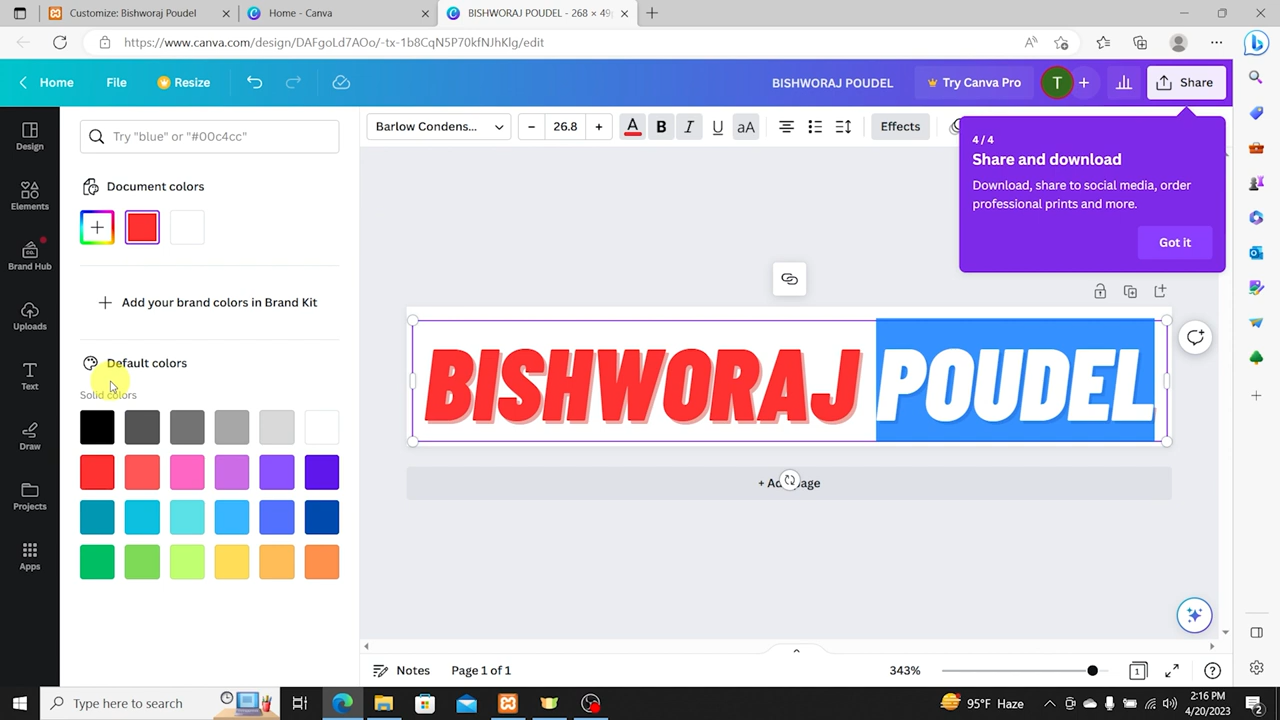 Customize: Bishworaj Poudel
Home - Canva
BISHWORAJ POUDEL - 268 × 49
https://www.canva.com/design/DAFgoLd7AOo/-tx-1b8CqN5P70kfNJhKlg/edit
Home
File
Resize
BISHWORAJ POUDEL
Try Canva Pro
T
Share
Design
Elements
Brand Hub
Uploads
Text
Draw
Projects
Apps
Try "blue" or "#00c4cc"
Document colors
Add your brand colors in Brand Kit
Default colors
Solid colors
Barlow Condens...
26.8
A
B
I
U
aA
Effects
4 / 4
Share and download
Download, share to social media, order
professional prints and more.
Got it
BISHWORAJ POUDEL
Notes
Page 1 of 1
343%
1
Type here to search
95°F Haze
2:16 PM
4/20/2023
2